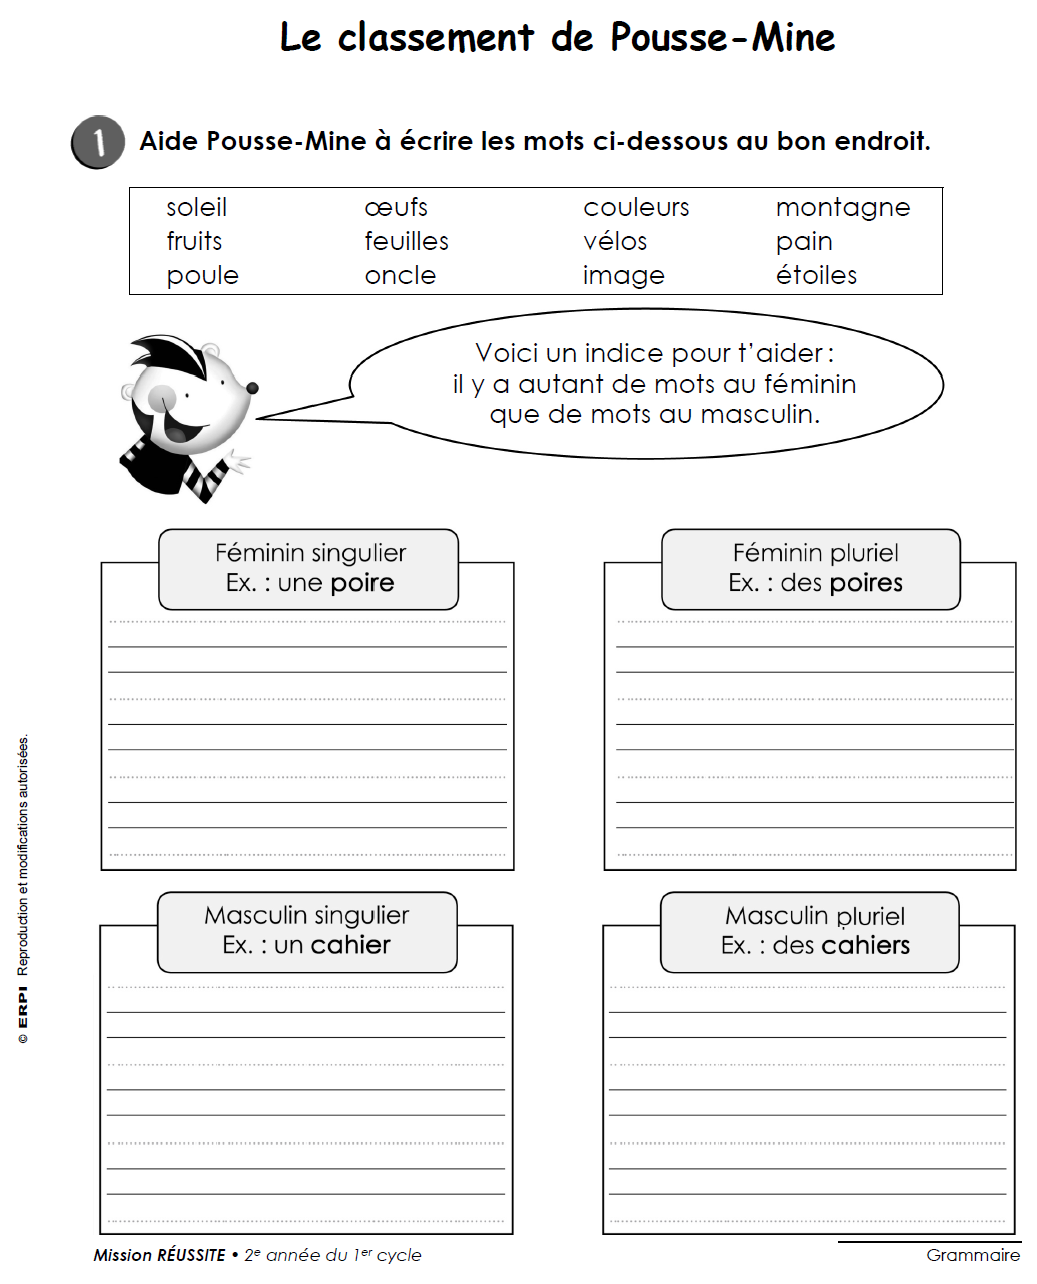 Le classement de Pousse-Mine
1 Aide Pousse-Mine à écrire les mots ci-dessous au bon endroit.
soleil œufs couleurs montagne
fruits feuilles vélos pain
poule oncle image étoiles
Voici un indice pour t'aider :
il y a autant de mots au féminin
que de mots au masculin.
Féminin singulier
Ex. : une poire
Féminin pluriel
Ex. : des poires
Masculin singulier
Ex. : un cahier
Masculin pluriel
Ex. : des cahiers
© ERPI Reproduction et modifications autorisées.
Mission RÉUSSITE • 2e année du 1er cycle
Grammaire